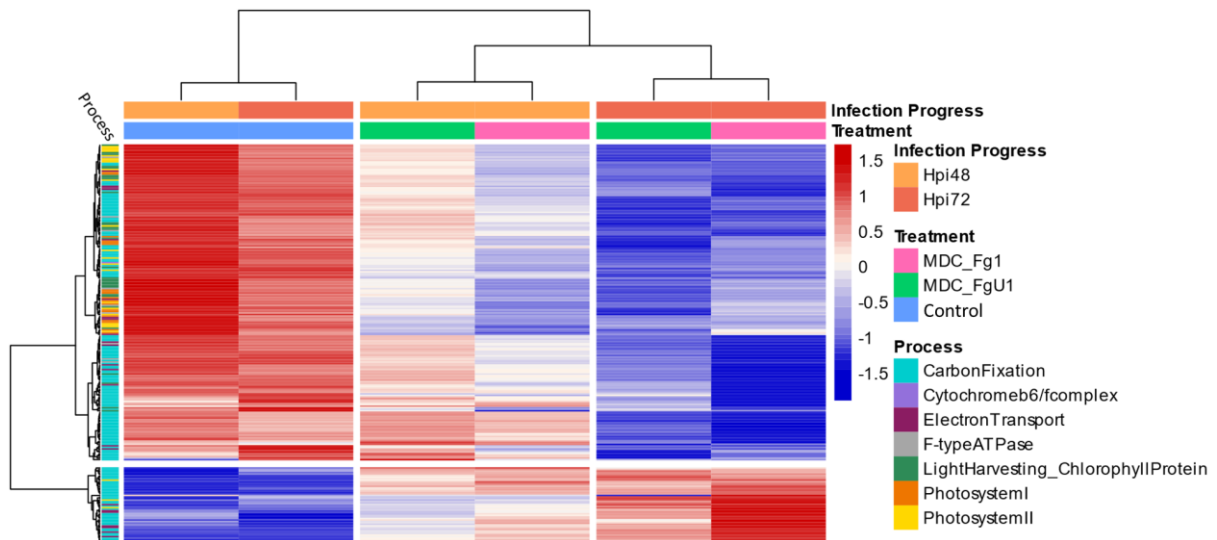 Process
Infection Progress
Treatment
1.5
1
0.5
0
-0.5
-1
-1.5
Infection Progress
Hpi48
Hpi72
Treatment
MDC_Fg1
MDC_FgU1
Control
Process
CarbonFixation
Cytochromeb6/fcomplex
ElectronTransport
F-typeATPase
LightHarvesting_ChlorophyllProtein
PhotosystemI
PhotosystemII